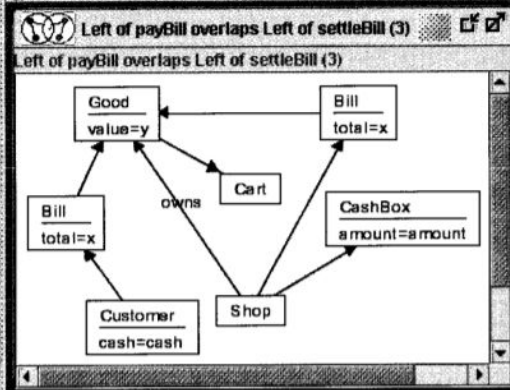 Left of payBill overlaps Left of settleBill (3)
Left of payBill overlaps Left of settleBill (3)
Good
value=y
Bill
total=x
Cart
owns
Bill
total=x
CashBox
amount=amount
Shop
Customer
cash=cash